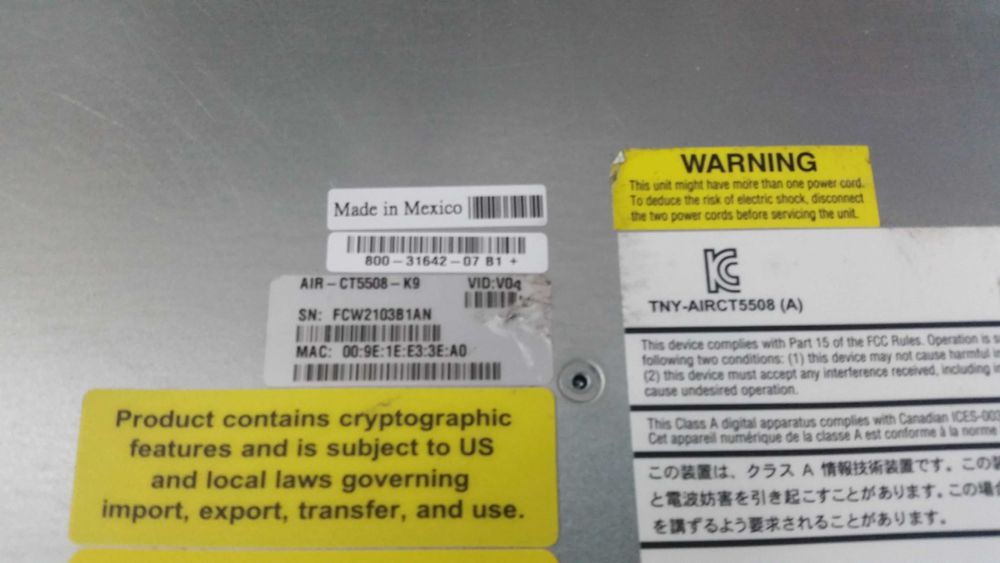 Made in Mexico
800-31642-07 B1 +
AIR-CT5508-K9 VID:V04
SN: FCW2103B1AN
MAC: 00:9E:1E:E3:3E:A0
Product contains cryptographic
features and is subject to US
and local laws governing
import, export, transfer, and use.
WARNING
This unit might have more than one power cord.
To deduce the risk of electric shock, disconnect
the two power cords before servicing the unit.
TNY-AIRCT5508 (A)
This device complies with Part 15 of the FCC Rules. Operation is
following two conditions: (1) this device may not cause harmful
(2) this device must accept any interference received, including
cause undesired operation.
This Class A digital apparatus complies with Canadian ICES-003
Cet appareil numérique de la classe A est conforme à la norme
この装置は、クラス A 情報技術装置です。この
と電波妨害を引き起こすことがあります。この場合
を講ずるよう要求されることがあります。